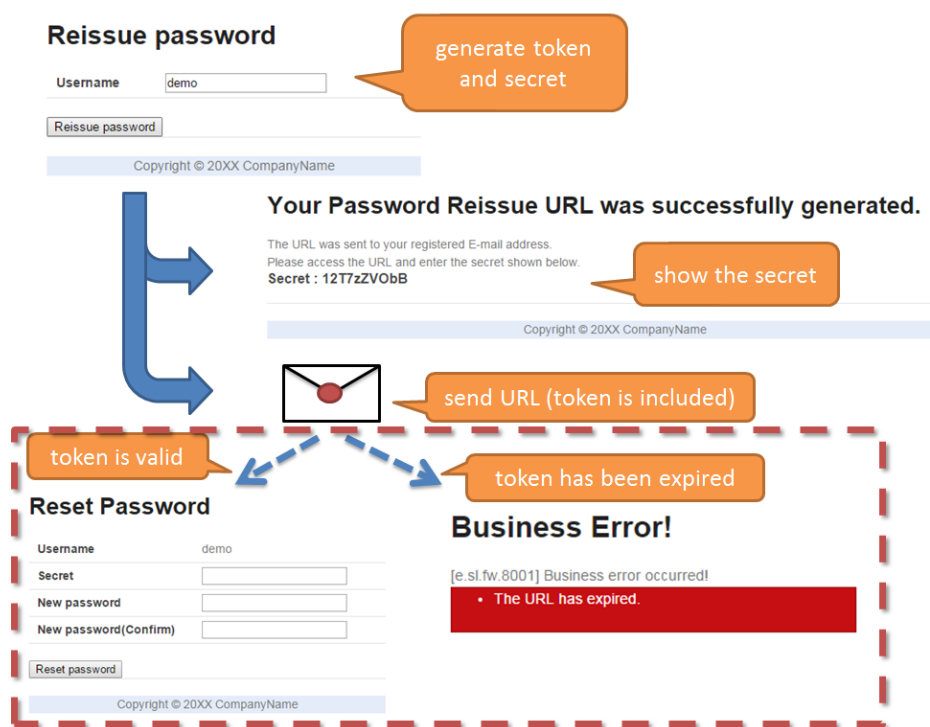 Reissue password
generate token
and secret
Username demo
Reissue password
Copyright © 20XX CompanyName
Your Password Reissue URL was successfully generated.
The URL was sent to your registered E-mail address.
Please access the URL and enter the secret shown below.
Secret : 12T7zZVObB
show the secret
Copyright © 20XX CompanyName
send URL (token is included)
token is valid
token has been expired
Reset Password
Username demo
Secret
New password
New password(Confirm)
Reset password
Copyright © 20XX CompanyName
Business Error!
[e.sl.fw.8001] Business error occurred!
• The URL has expired.